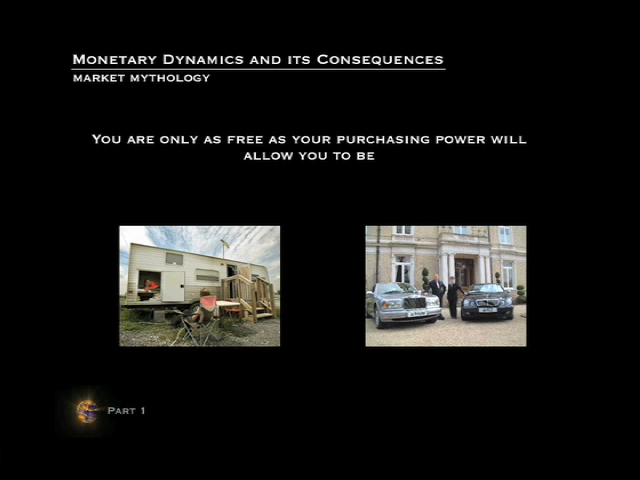 Monetary Dynamics and its Consequences
market mythology
You are only as free as your purchasing power will
allow you to be
Part 1